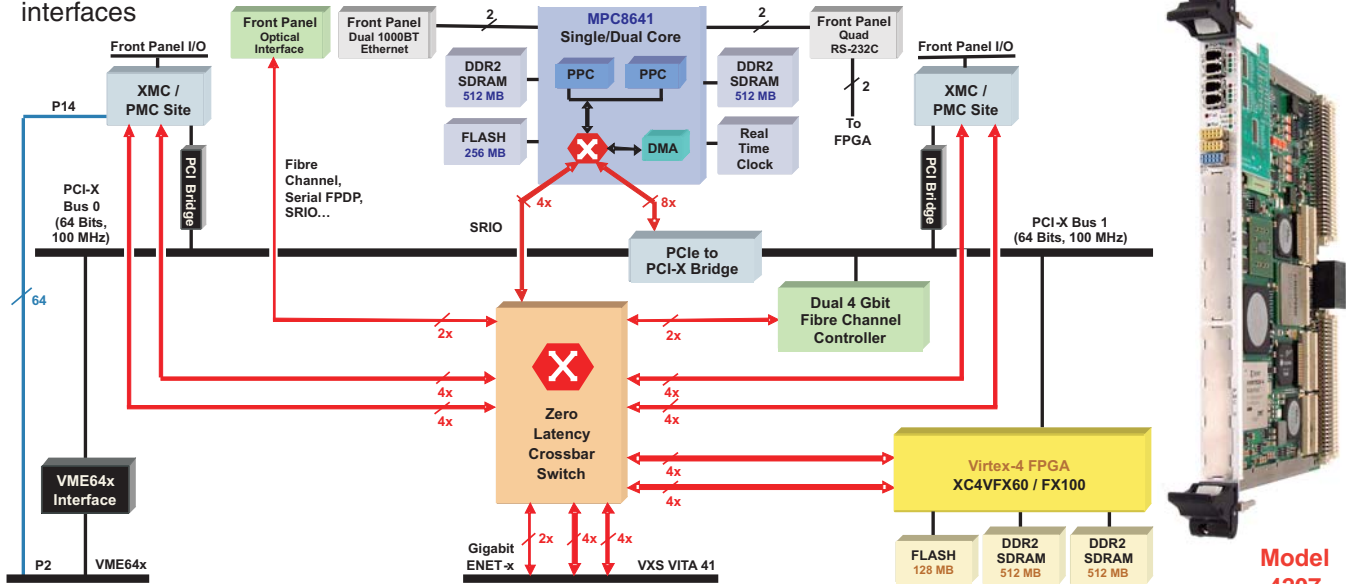 interfaces
Front Panel
Optical
Interface
Front Panel
Dual 1000BT
Ethernet
2
MPC8641
Single/Dual Core
2
Front Panel
Quad
RS-232C
Front Panel I/O
XMC /
PMC Site
P14
DDR2
SDRAM
512 MB
PPC
PPC
DDR2
SDRAM
512 MB
2
To
FPGA
Front Panel I/O
XMC /
PMC Site
FLASH
256 MB
DMA
Real
Time
Clock
PCI Bridge
PCI Bridge
Fibre
Channel,
Serial FPDP,
SRIO...
PCI-X
Bus 0
(64 Bits,
100 MHz)
4x
8x
SRIO
PCIe to
PCI-X Bridge
PCI-X Bus 1
(64 Bits, 100 MHz)
64
2x
2x
Dual 4 Gbit
Fibre Channel
Controller
4x
4x
4x
4x
Zero
Latency
Crossbar
Switch
4x
4x
Virtex-4 FPGA
XC4VFX60 / FX100
VME64x
Interface
2x
4x
4x
FLASH
128 MB
DDR2
SDRAM
512 MB
DDR2
SDRAM
512 MB
P2
VME64x
Gigabit
ENET-x
VXS VITA 41
Model
4207